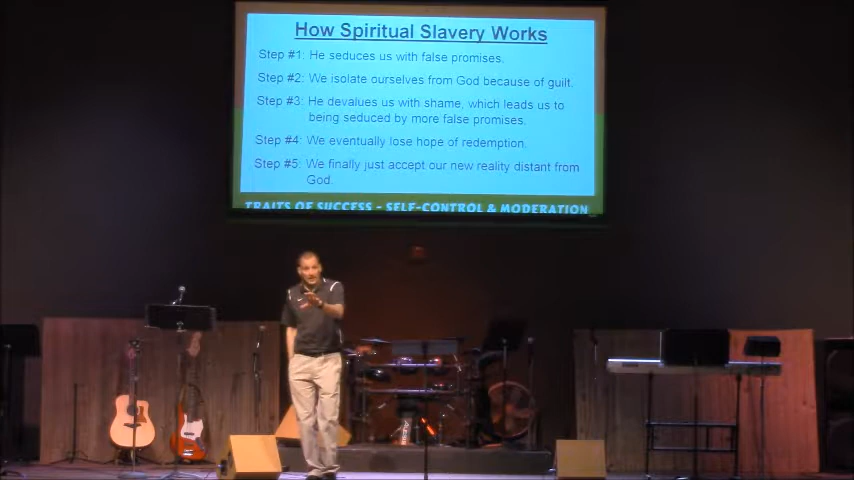 How Spiritual Slavery Works
Step #1: He seduces us with false promises.
Step #2: We isolate ourselves from God because of guilt.
Step #3: He devalues us with shame, which leads us to
being seduced by more false promises.
Step #4: We eventually lose hope of redemption.
Step #5: We finally just accept our new reality distant from
God.
TRAITS OF SUCCESS - SELF-CONTROL & MODERATION